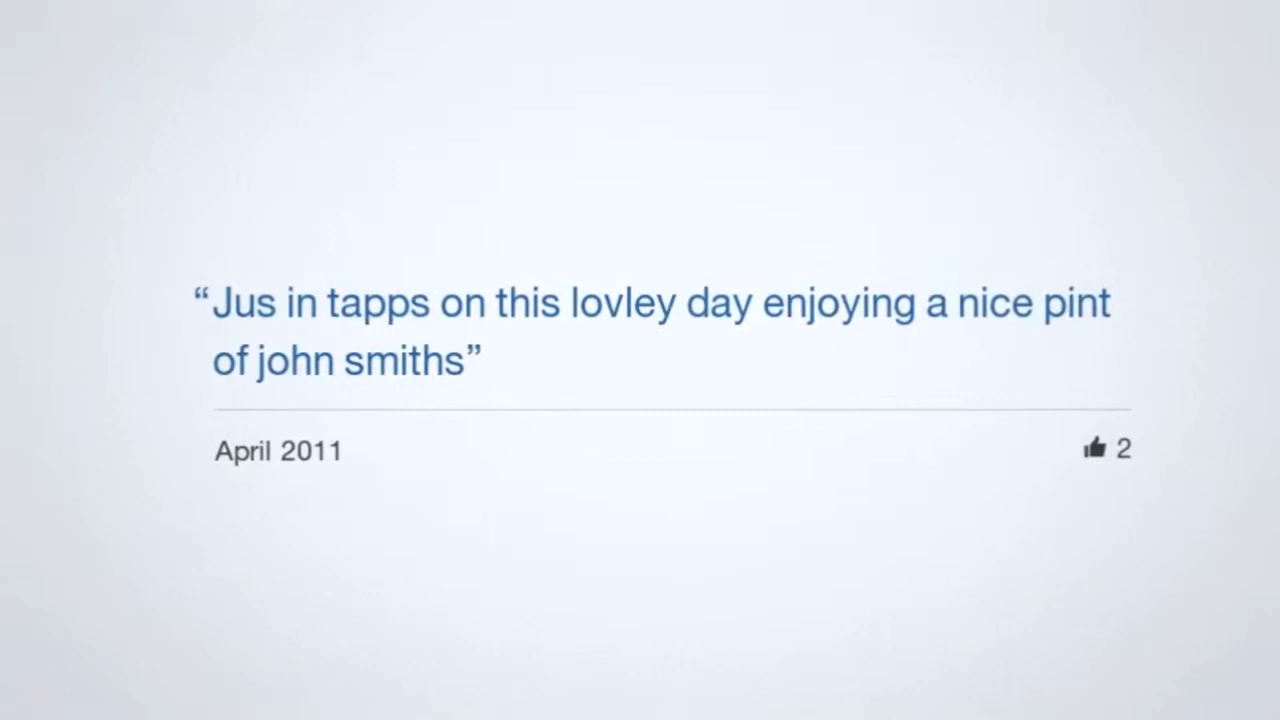 “Jus in tapps on this lovley day enjoying a nice pint
of john smiths”
April 2011
2